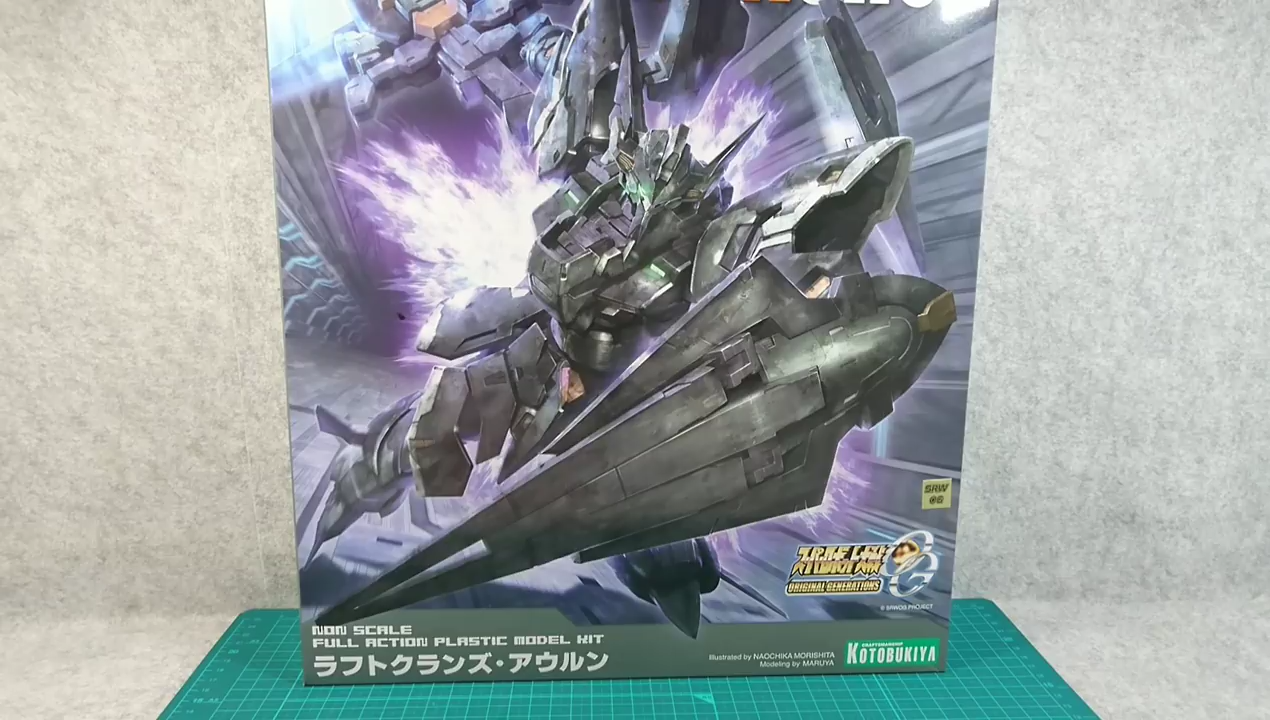 NON SCALE
FULL ACTION PLASTIC MODEL KIT
ラフトクランズ・アウルン
SRW
OG
ORIGINAL GENERATIONS
© SRWOG PROJECT
Illustrated by NAOCHIKA MORISHITA
Modeling by MARUYA
CRAFTSMANSHIP
KOTOBUKIYA